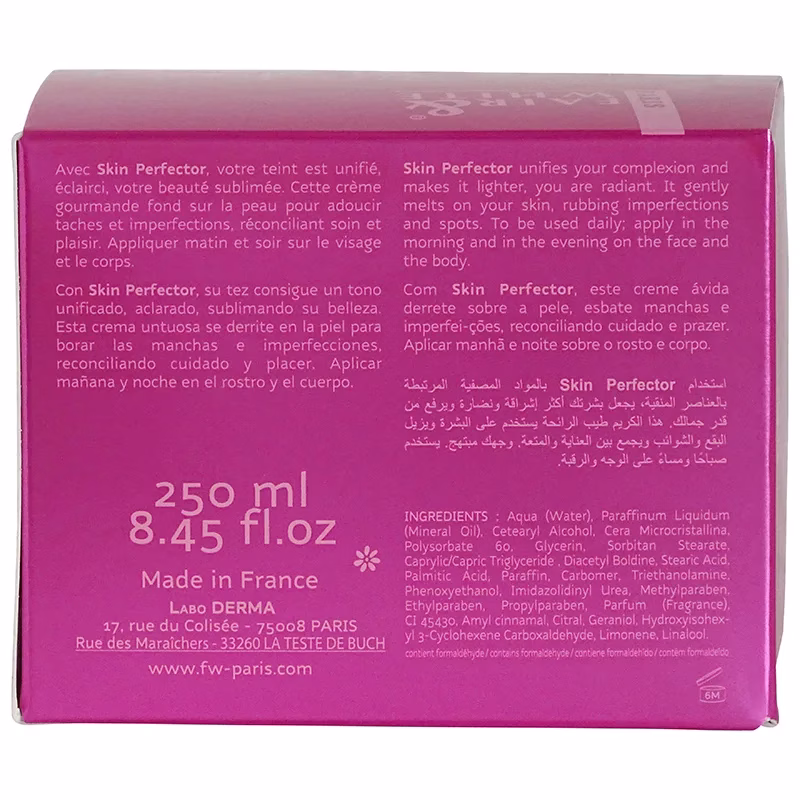 PARIS
FAIR & WHITE
®
Avec Skin Perfector, votre teint est unifié,
éclairci, votre beauté sublimée. Cette crème
gourmande fond sur la peau pour adoucir
taches et imperfections, réconciliant soin et
plaisir. Appliquer matin et soir sur le visage
et le corps.
Con Skin Perfector, su tez consigue un tono
unificado, aclarado, sublimando su belleza.
Esta crema untuosa se derrite en la piel para
borar las manchas e imperfecciones,
reconciliando cuidado y placer. Aplicar
mañana y noche en el rostro y el cuerpo.
250 ml
8.45 fl.oz
Made in France
LABO DERMA
17, rue du Colisée - 75008 PARIS
Rue des Maraîchers - 33260 LA TESTE DE BUCH
www.fw-paris.com
Skin Perfector unifies your complexion and
makes it lighter, you are radiant. It gently
melts on your skin, rubbing imperfections
and spots. To be used daily; apply in the
morning and in the evening on the face and
the body.
Com Skin Perfector, este creme ávida
derrete sobre a pele, esbate manchas e
imperfei-ções, reconciliando cuidado e prazer.
Aplicar manhã e noite sobre o rosto e corpo.
استخدام Skin Perfector بالمواد المصفية المرتبطة
بالعناصر المنقية، يجعل بشرتك أكثر إشراقة ونضارة ويرفع من
قدر جمالك. هذا الكريم طيب الرائحة يستخدم على البشرة ويزيل
البقع والشوائب ويجمع بين العناية والمتعة. وجهك مبتهج. يستخدم
صباحًا ومساءً على الوجه والرقبة.
INGREDIENTS : Aqua (Water), Paraffinum Liquidum
(Mineral Oil), Cetearyl Alcohol, Cera Microcristallina,
Polysorbate 60, Glycerin, Sorbitan Stearate,
Caprylic/Capric Triglyceride , Diacetyl Boldine, Stearic Acid,
Palmitic Acid, Paraffin, Carbomer, Triethanolamine,
Phenoxyethanol, Imidazolidinyl Urea, Methylparaben,
Ethylparaben, Propylparaben, Parfum (Fragrance),
CI 45430, Amyl cinnamal, Citral, Geraniol, Hydroxyisohex-
yl 3-Cyclohexene Carboxaldehyde, Limonene, Linalool.
contient formaldéhyde / contains formaldehyde / contiene formaldehído / contém formaldeído
6M